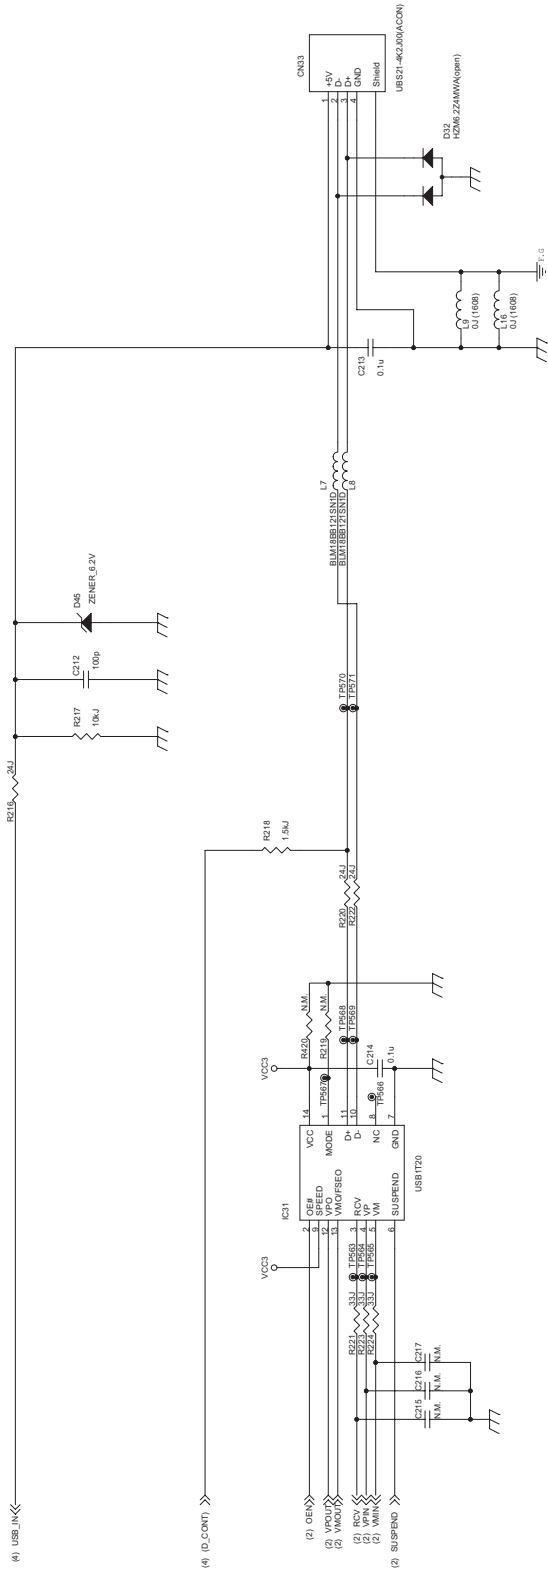 CN33
+5V
D-
D+
GND
Shield
1
2
3
4
UBS21-4K2J00(ACON)
D32
HZM6.2Z4MWA(open)
F.G
L9
0J (1608)
L16
0J (1608)
C213
0.1u
L7
BLM18BB121SN1D
BLM18BB121SN1D
L8
D45
ZENER_6.2V
C212
100p
R217
10kJ
R216
24J
TP570
TP571
R218
1.5kJ
R220
24J
R222
24J
R420
N.M.
R219
N.M.
TP568
TP569
VCC3
TP567
C214
0.1u
TP566
14
1
11
10
8
7
VCC
MODE
D+
D-
NC
GND
IC31
USB1T20
OE#
SPEED
VPO
VMO/FSEO
RCV
VP
VM
SUSPEND
2
9
12
13
3
4
5
6
VCC3
TP563
TP564
TP565
R221
33J
R223
33J
R224
33J
C217
N.M.
C216
N.M.
C215
N.M.
(4) USB_IN
(4) (D_CONT)
(2) OEN
(2) VPOUT
(2) VMOUT
(2) RCV
(2) VPIN
(2) VMIN
(2) SUSPEND